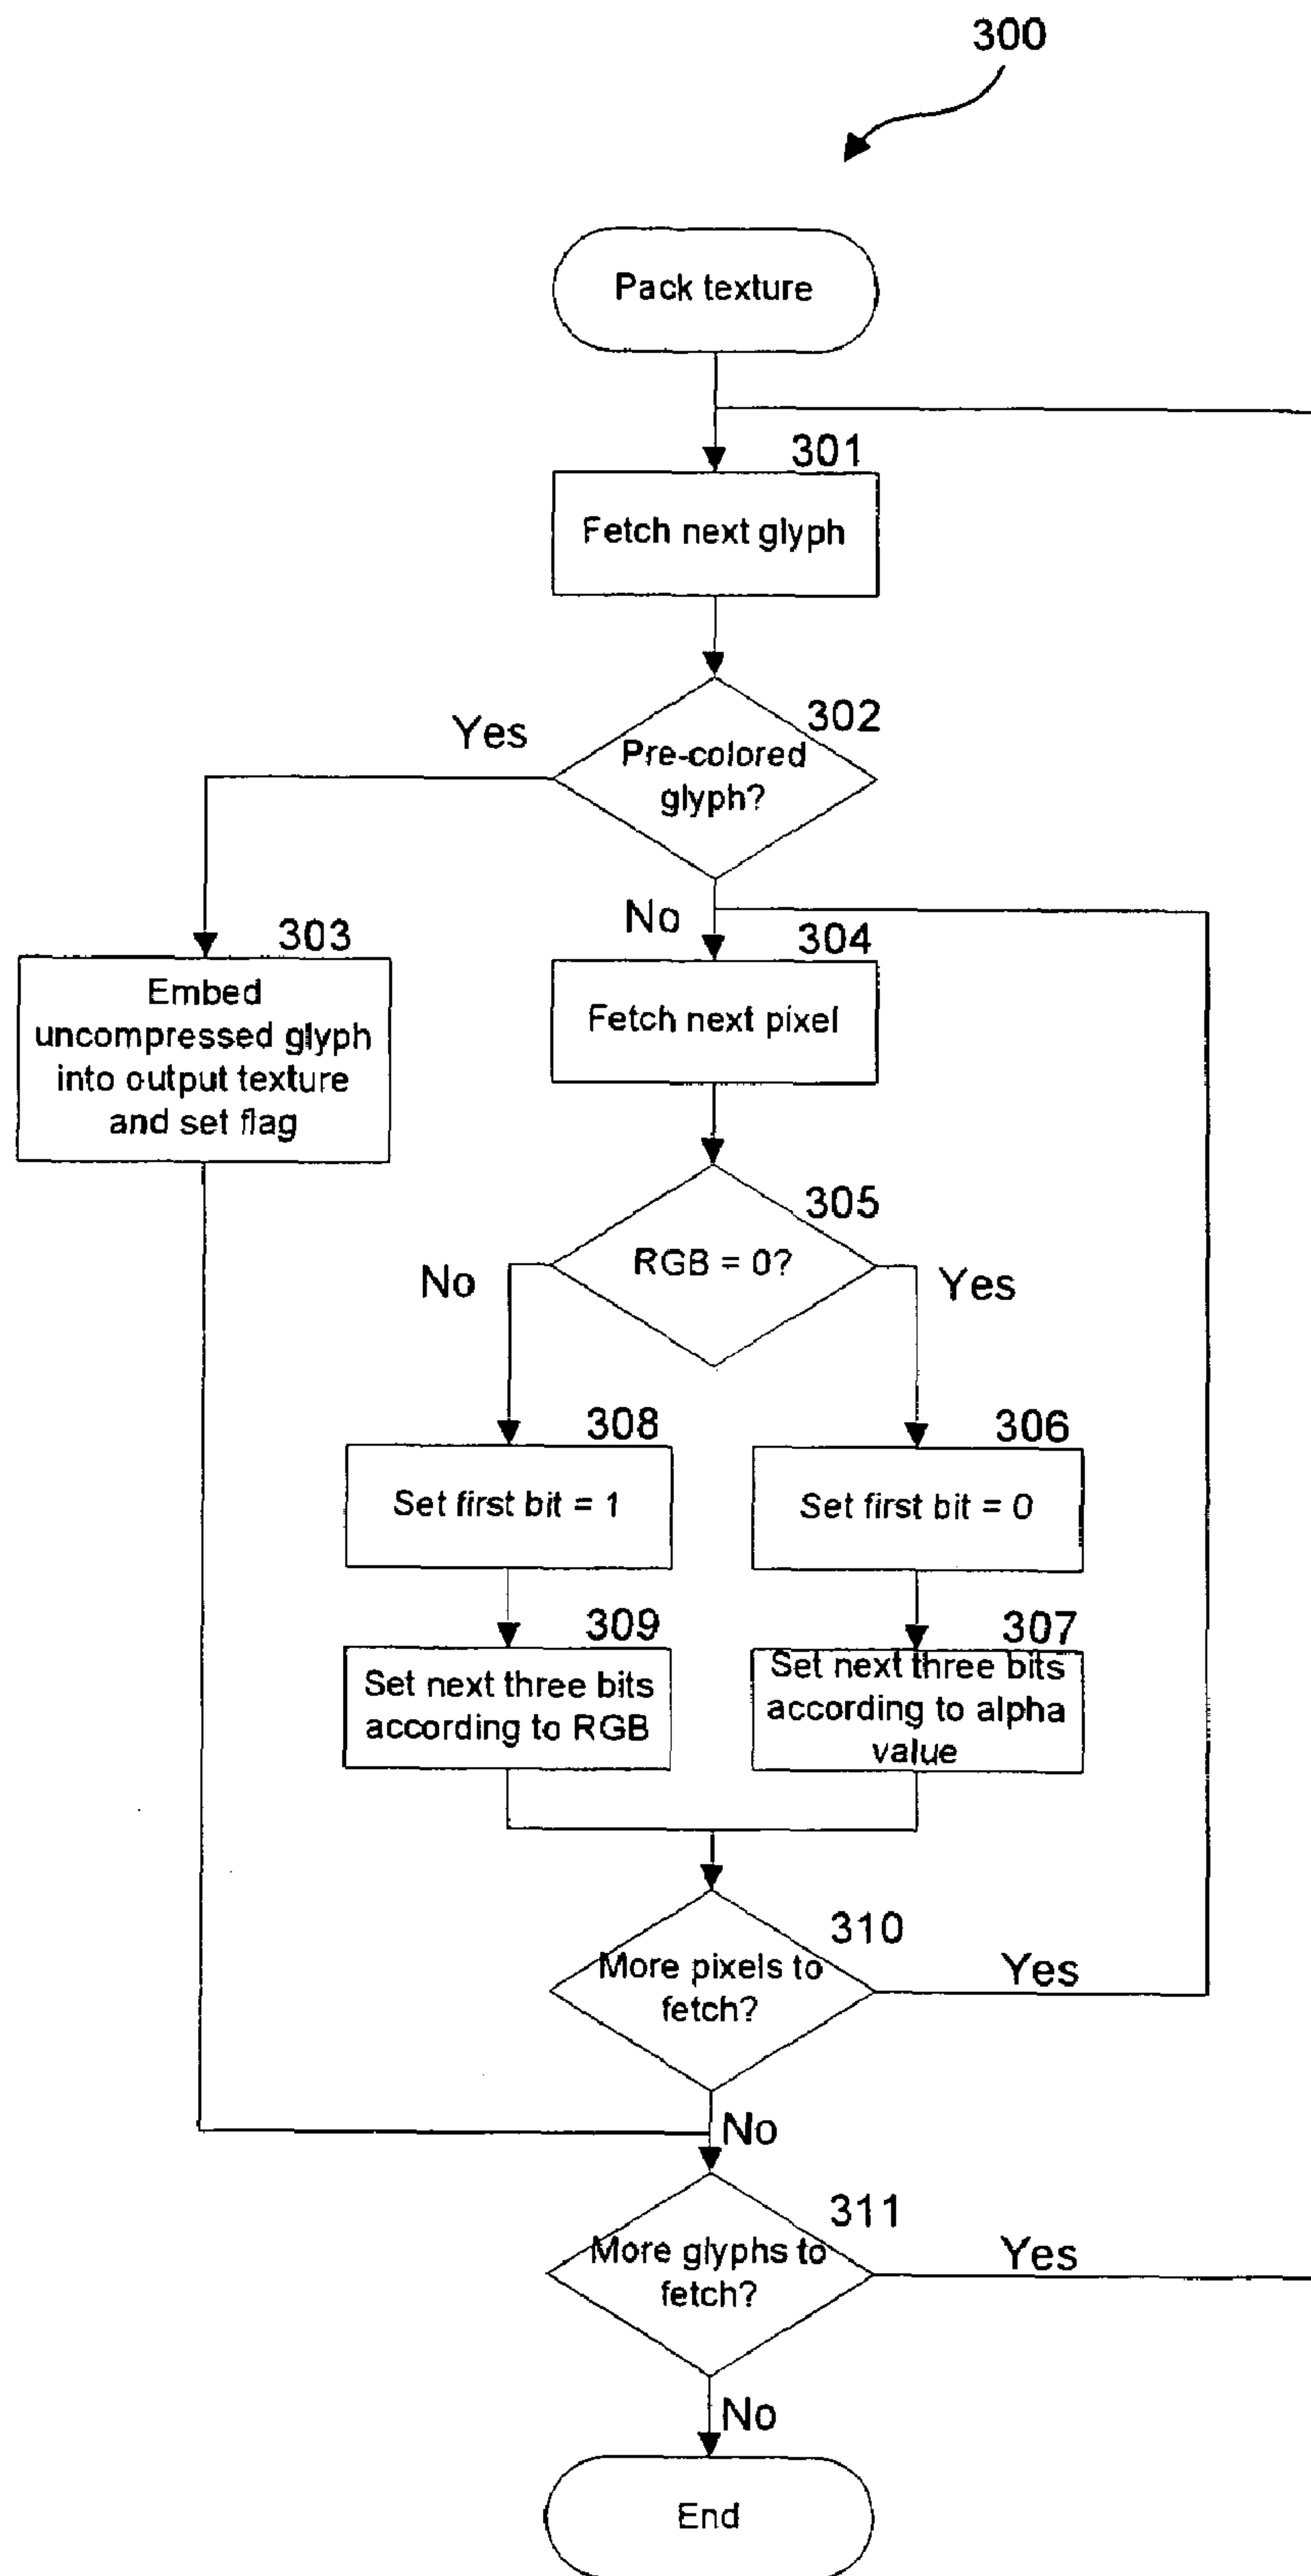 300
Pack texture
301
Fetch next glyph
302
Yes
Pre-colored
glyph?
No
303
304
Embed
uncompressed glyph
into output texture
and set flag
Fetch next pixel
305
No
RGB = 0?
Yes
308
306
Set first bit = 1
Set first bit = 0
309
307
Set next three bits
according to RGB
Set next three bits
according to alpha
value
310
More pixels to
fetch?
Yes
No
311
More glyphs to
fetch?
Yes
No
End